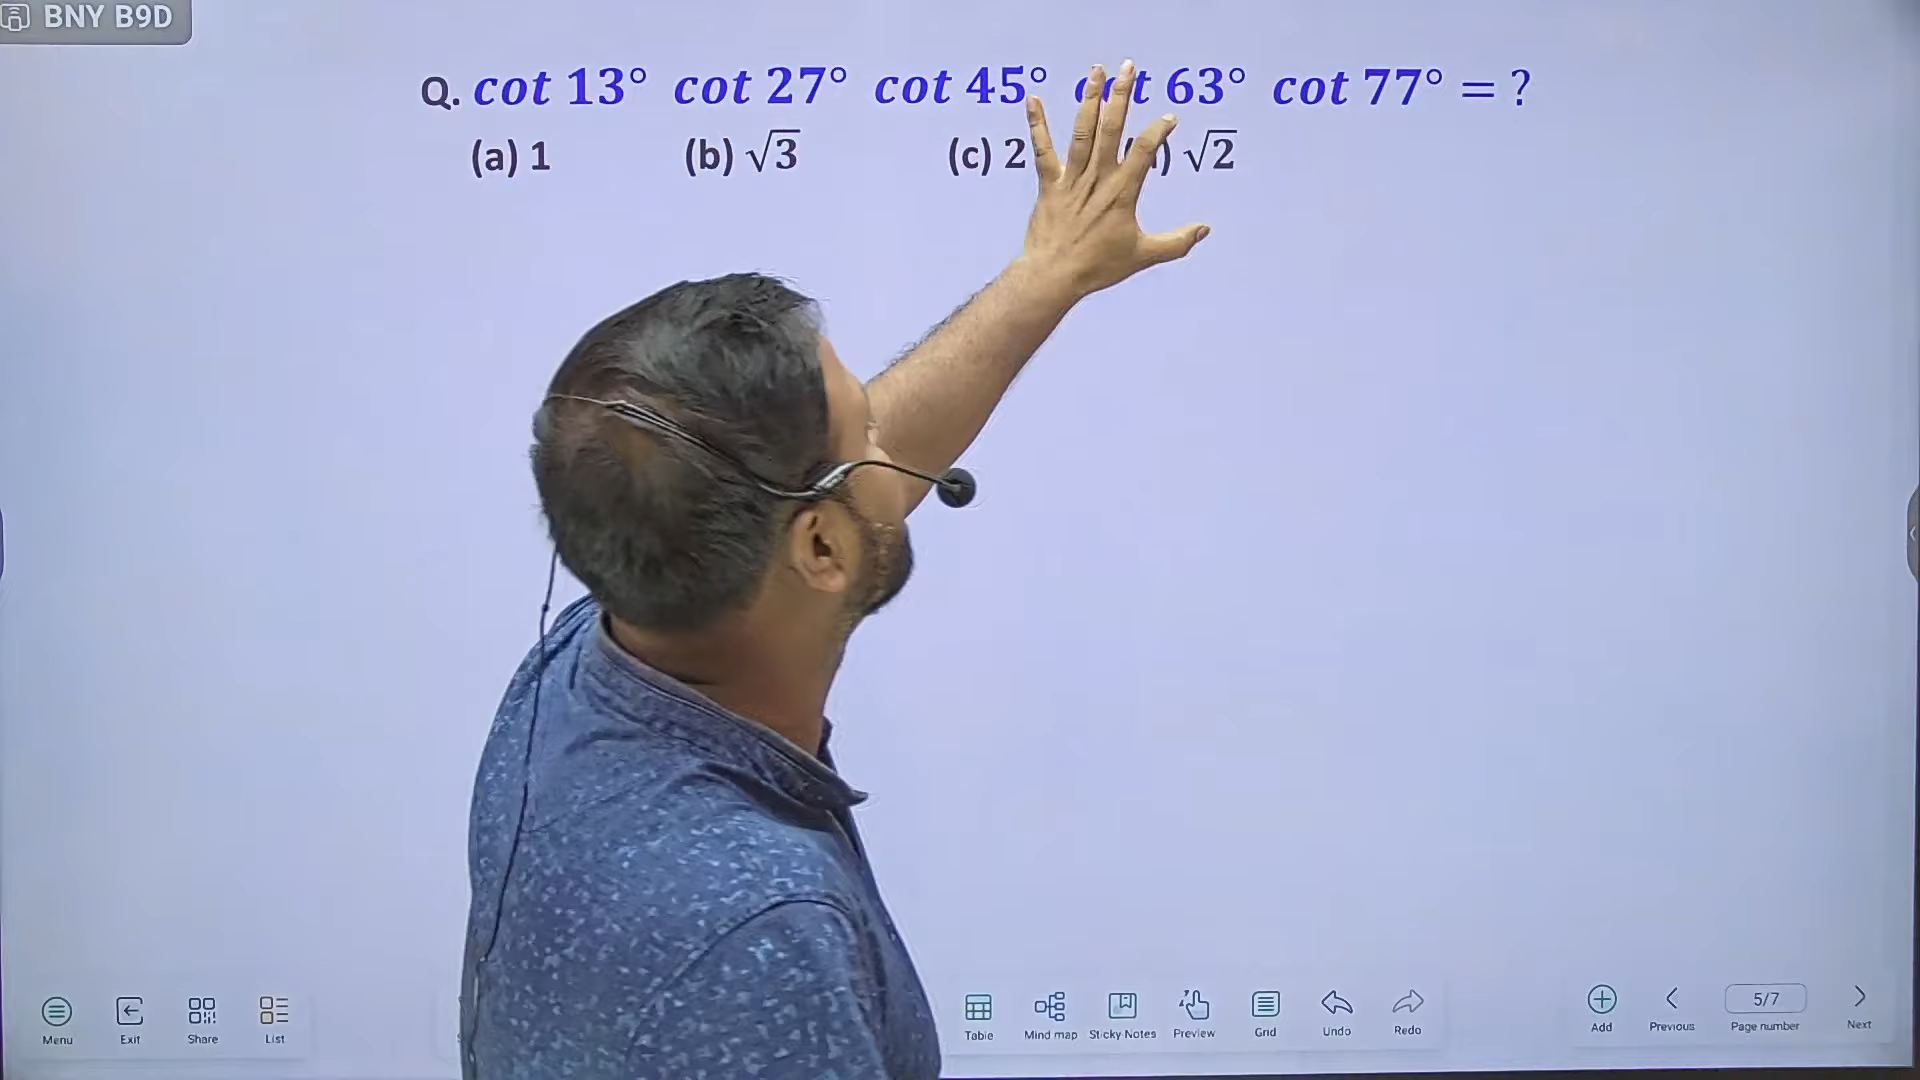 BNY B9D
Q. cot 13° cot 27° cot 45° cot 63° cot 77° = ?
(a) 1 (b) √3 (c) 2 √2
Menu Exit Share List Table Mind map Sticky Notes Preview Grid Undo Redo Add Previous 5/7 Page number Next